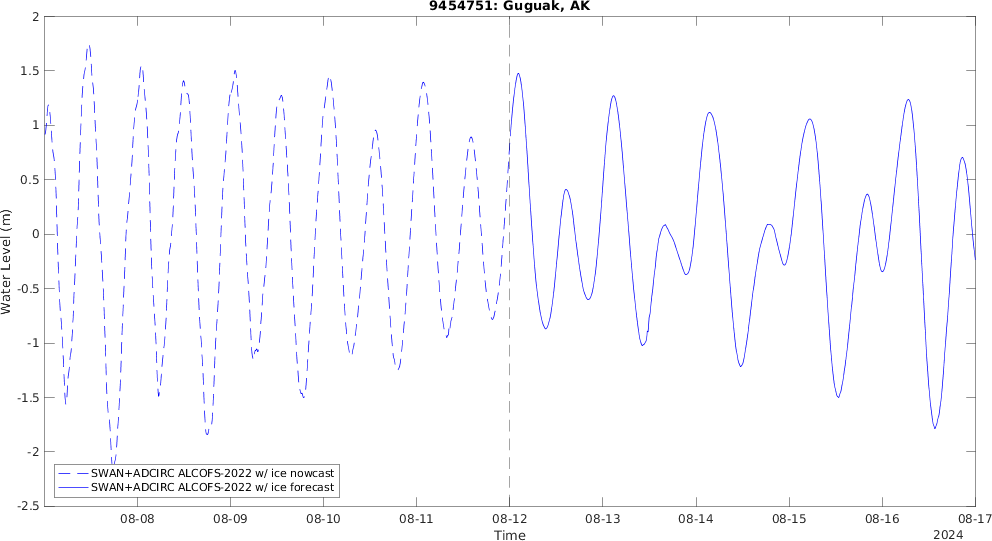 9454751: Guguak, AK
2
1.5
1
0.5
0
-0.5
-1
-1.5
-2
-2.5
Water Level (m)
SWAN+ADCIRC ALCOFS-2022 w/ ice nowcast
SWAN+ADCIRC ALCOFS-2022 w/ ice forecast
08-08 08-09 08-10 08-11 08-12 08-13 08-14 08-15 08-16 08-17
Time
2024